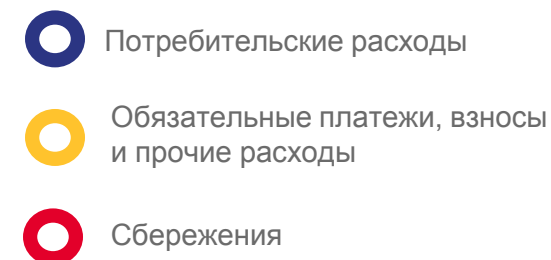 Потребительские расходы
Обязательные платежи, взносы
и прочие расходы
Сбережения